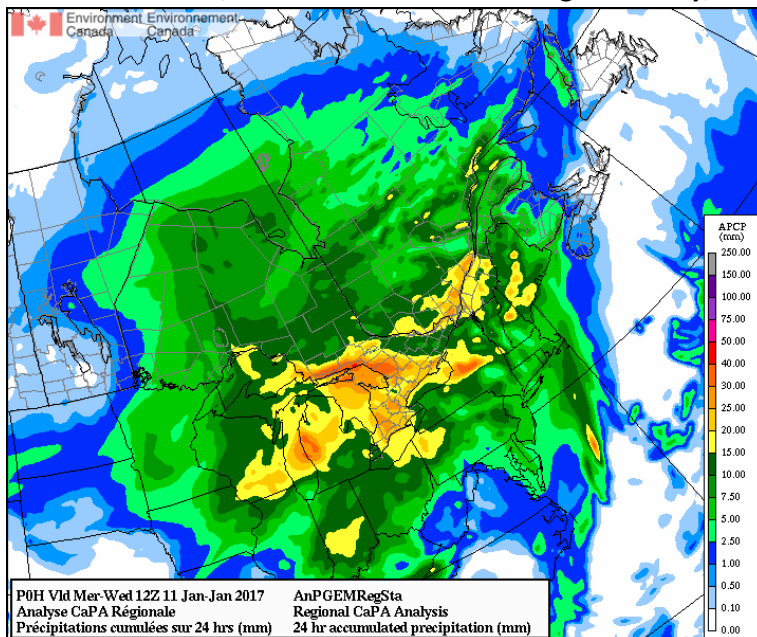 Environment Environnement
Canada Canada
APCP
(mm)
250.00
150.00
100.00
75.00
50.00
40.00
30.00
25.00
20.00
15.00
10.00
7.50
5.00
2.50
1.00
0.50
0.10
0.00
P0H Vld Mer-Wed 12Z 11 Jan-Jan 2017 AnPGEMRegSta
Analyse CaPA Régionale Regional CaPA Analysis
Précipitations cumulées sur 24 hrs (mm) 24 hr accumulated precipitation (mm)